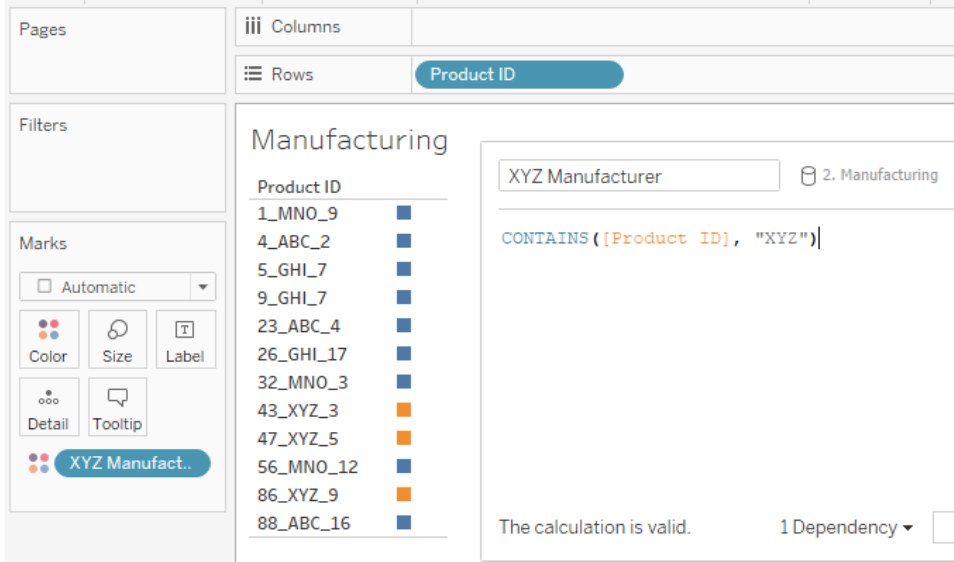 Pages
Columns
Rows
Product ID
Filters
Manufacturing
XYZ Manufacturer
2. Manufacturing
Product ID
CONTAINS([Product ID], "XYZ")
1_MNO_9
4_ABC_2
5_GHI_7
9_GHI_7
23_ABC_4
26_GHI_17
32_MNO_3
43_XYZ_3
47_XYZ_5
56_MNO_12
86_XYZ_9
88_ABC_16
Marks
Automatic
Color
Size
T
Label
Detail
Tooltip
XYZ Manufact..
The calculation is valid.
1 Dependency